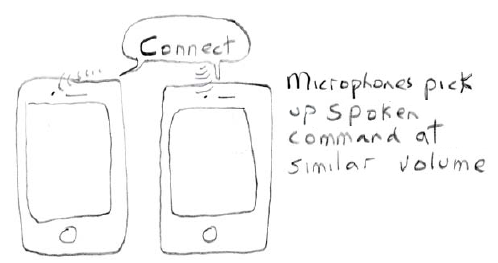 Connect
Microphones pick
up spoken
command at
similar volume